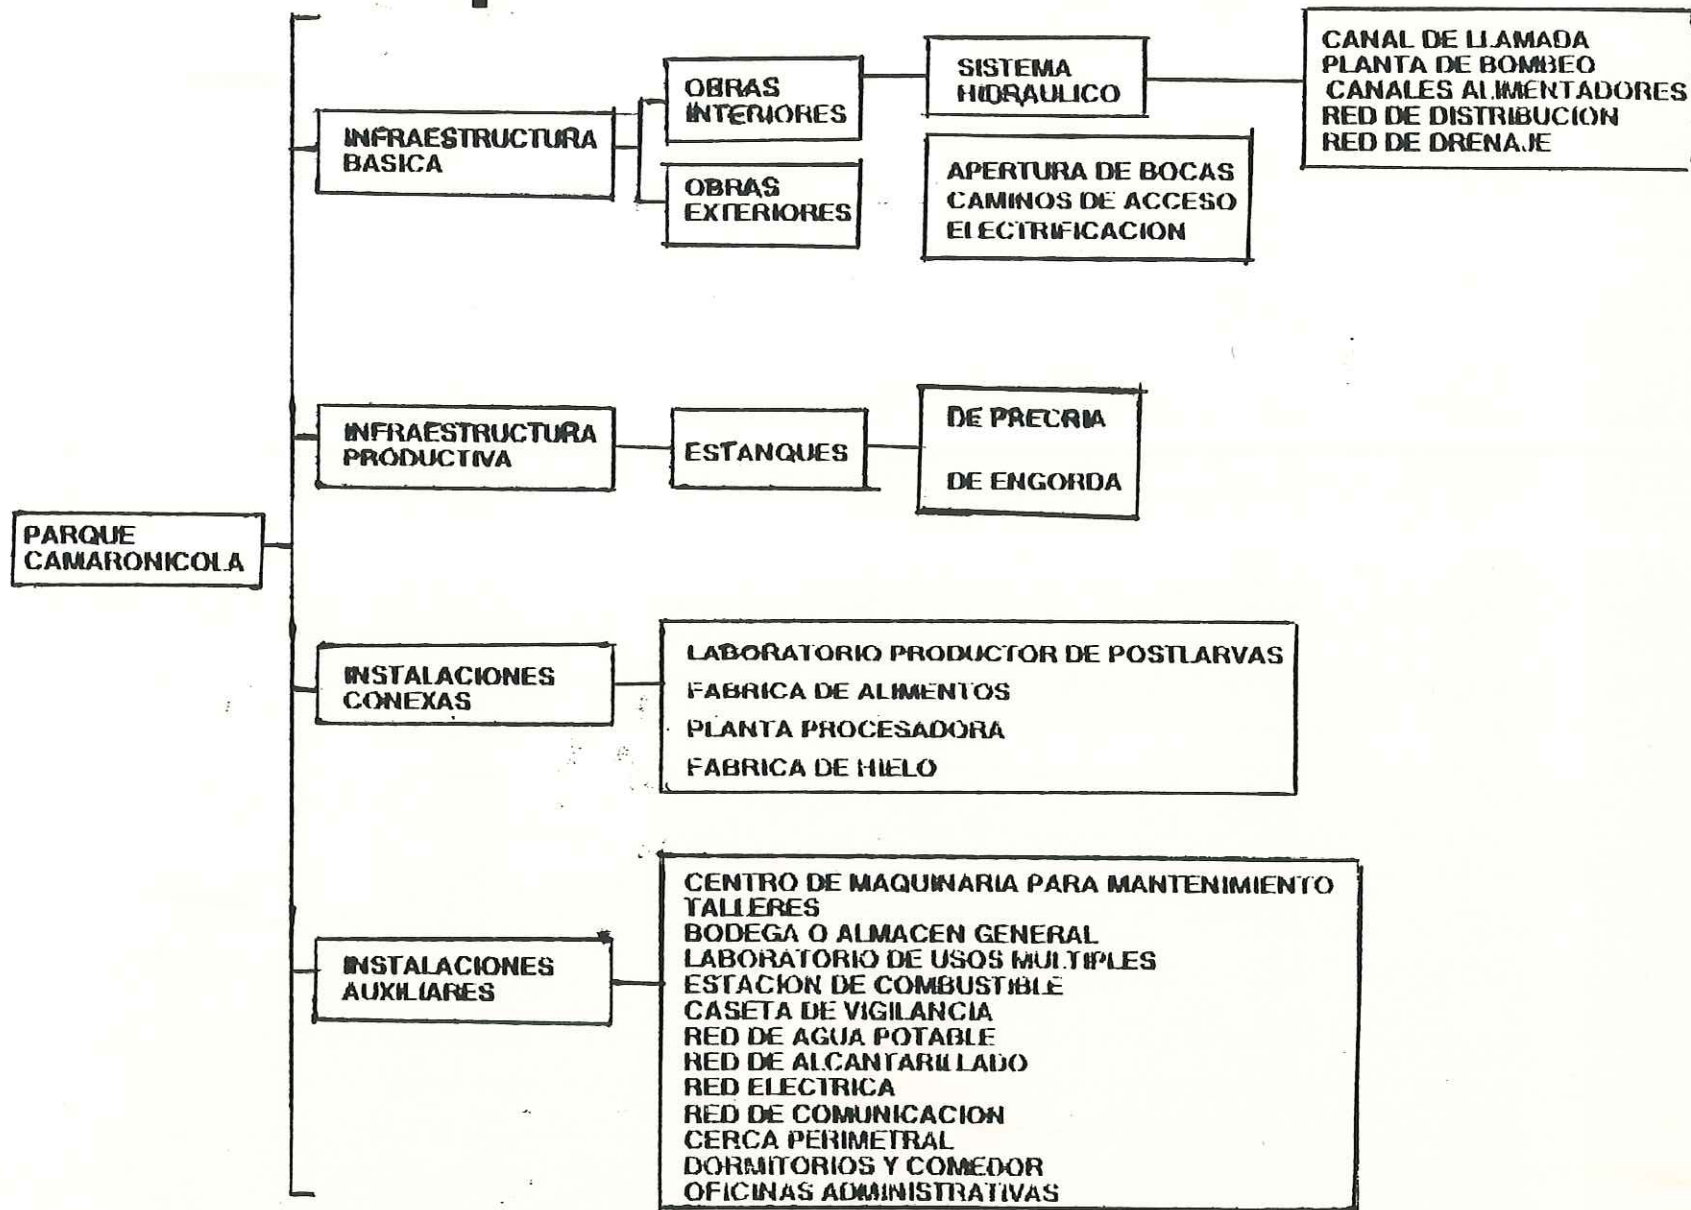 PARQUE
CAMARONICOLA
INFRAESTRUCTURA
BASICA
OBRAS
INTERIORES
OBRAS
EXTERIORES
SISTEMA
HIDRAULICO
CANAL DE LLAMADA
PLANTA DE BOMBEO
CANALES ALIMENTADORES
RED DE DISTRIBUCION
RED DE DRENAJE
APERTURA DE BOCAS
CAMINOS DE ACCESO
ELECTRIFICACION
INFRAESTRUCTURA
PRODUCTIVA
ESTANQUES
DE PRECRIA
DE ENGORDA
INSTALACIONES
CONEXAS
LABORATORIO PRODUCTOR DE POSTLARVAS
FABRICA DE ALIMENTOS
PLANTA PROCESADORA
FABRICA DE HIELO
INSTALACIONES
AUXILIARES
CENTRO DE MAQUINARIA PARA MANTENIMIENTO
TALLERES
BODEGA O ALMACEN GENERAL
LABORATORIO DE USOS MULTIPLES
ESTACION DE COMBUSTIBLE
CASETA DE VIGILANCIA
RED DE AGUA POTABLE
RED DE ALCANTARILLADO
RED ELECTRICA
RED DE COMUNICACION
CERCA PERIMETRAL
DORMITORIOS Y COMEDOR
OFICINAS ADMINISTRATIVAS